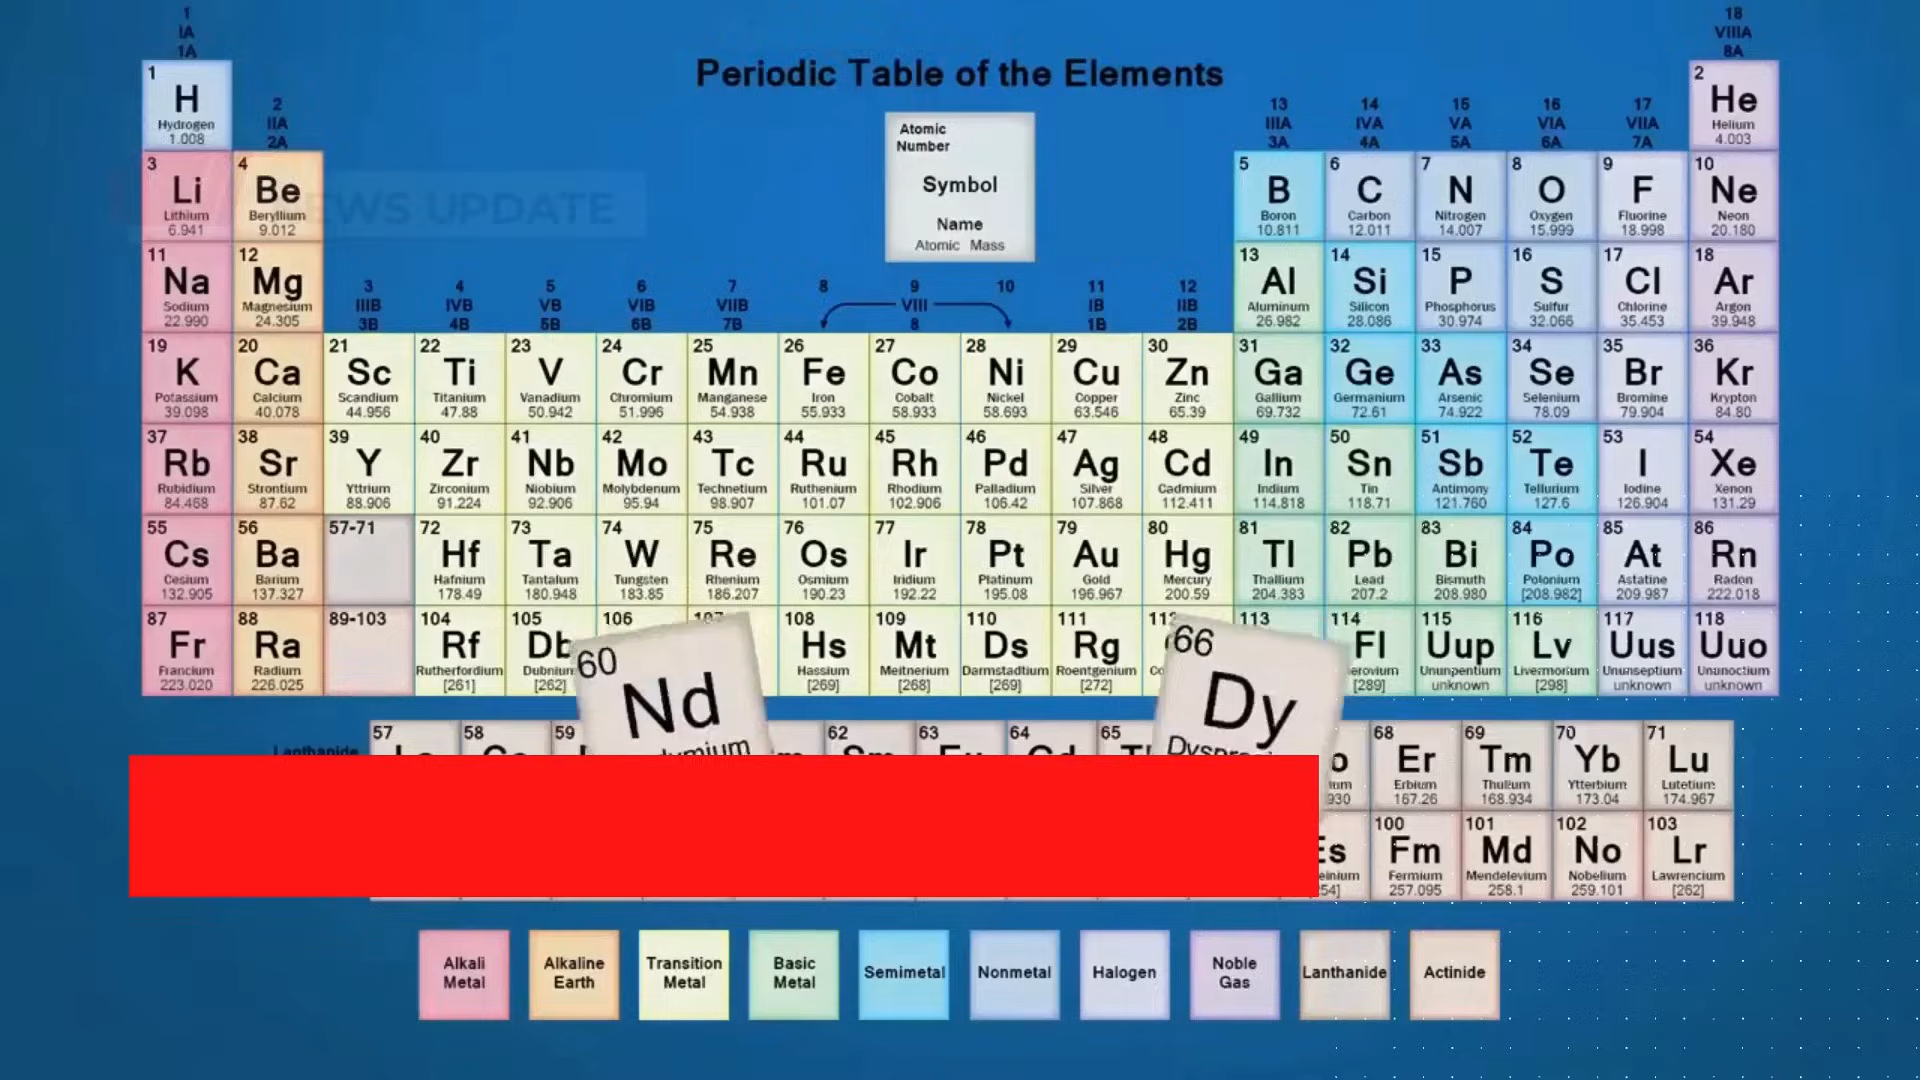 1
IA
1A
18
VIIIA
8A
Periodic Table of the Elements
1
H
Hydrogen
1.008
2
IIA
2A
Atomic
Number
Symbol
Name
Atomic Mass
13
IIIA
3A
14
IVA
4A
15
VA
5A
16
VIA
6A
17
VIIA
7A
2
He
Helium
4.003
3
Li
Lithium
6.941
4
Be
Beryllium
9.012
NEWS UPDATE
5
B
Boron
10.811
6
C
Carbon
12.011
7
N
Nitrogen
14.007
8
O
Oxygen
15.999
9
F
Fluorine
18.998
10
Ne
Neon
20.180
11
Na
Sodium
22.990
12
Mg
Magnesium
24.305
3
IIIB
3B
4
IVB
4B
5
VB
5B
6
VIB
6B
7
VIIB
7B
8
9
10
VIII
8
11
IB
1B
12
IIB
2B
13
Al
Aluminum
26.982
14
Si
Silicon
28.086
15
P
Phosphorus
30.974
16
S
Sulfur
32.066
17
Cl
Chlorine
35.453
18
Ar
Argon
39.948
19
K
Potassium
39.098
20
Ca
Calcium
40.078
21
Sc
Scandium
44.956
22
Ti
Titanium
47.88
23
V
Vanadium
50.942
24
Cr
Chromium
51.996
25
Mn
Manganese
54.938
26
Fe
Iron
55.933
27
Co
Cobalt
58.933
28
Ni
Nickel
58.693
29
Cu
Copper
63.546
30
Zn
Zinc
65.39
31
Ga
Gallium
69.732
32
Ge
Germanium
72.61
33
As
Arsenic
74.922
34
Se
Selenium
78.09
35
Br
Bromine
79.904
36
Kr
Krypton
84.80
37
Rb
Rubidium
84.468
38
Sr
Strontium
87.62
39
Y
Yttrium
88.906
40
Zr
Zirconium
91.224
41
Nb
Niobium
92.906
42
Mo
Molybdenum
95.94
43
Tc
Technetium
98.907
44
Ru
Ruthenium
101.07
45
Rh
Rhodium
102.906
46
Pd
Palladium
106.42
47
Ag
Silver
107.868
48
Cd
Cadmium
112.411
49
In
Indium
114.818
50
Sn
Tin
118.71
51
Sb
Antimony
121.760
52
Te
Tellurium
127.6
53
I
Iodine
126.904
54
Xe
Xenon
131.29
55
Cs
Cesium
132.905
56
Ba
Barium
137.327
57-71
72
Hf
Hafnium
178.49
73
Ta
Tantalum
180.948
74
W
Tungsten
183.85
75
Re
Rhenium
186.207
76
Os
Osmium
190.23
77
Ir
Iridium
192.22
78
Pt
Platinum
195.08
79
Au
Gold
196.967
80
Hg
Mercury
200.59
81
Tl
Thallium
204.383
82
Pb
Lead
207.2
83
Bi
Bismuth
208.980
84
Po
Polonium
[208.982]
85
At
Astatine
209.987
86
Rn
Radon
222.018
87
Fr
Francium
223.020
88
Ra
Radium
226.025
89-103
104
Rf
Rutherfordium
[261]
105
Db
Dubnium
[262]
106
108
Hs
Hassium
[269]
109
Mt
Meitnerium
[268]
110
Ds
Darmstadtium
[269]
111
Rg
Roentgenium
[272]
113
114
Fl
[289]
115
Uup
Ununpentium
unknown
116
Lv
Livermorium
[298]
117
Uus
Ununseptium
unknown
118
Uuo
Ununoctium
unknown
60
Nd
66
Dy
Lanthanide
57
58
59
62
63
64
65
68
Er
Erbium
167.26
69
Tm
Thulium
168.934
70
Yb
Ytterbium
173.04
71
Lu
Lutetium
174.967
Es
100
Fm
Fermium
257.095
101
Md
Mendelevium
258.1
102
No
Nobelium
259.101
103
Lr
Lawrencium
[262]
Alkali
Metal
Alkaline
Earth
Transition
Metal
Basic
Metal
Semimetal
Nonmetal
Halogen
Noble
Gas
Lanthanide
Actinide